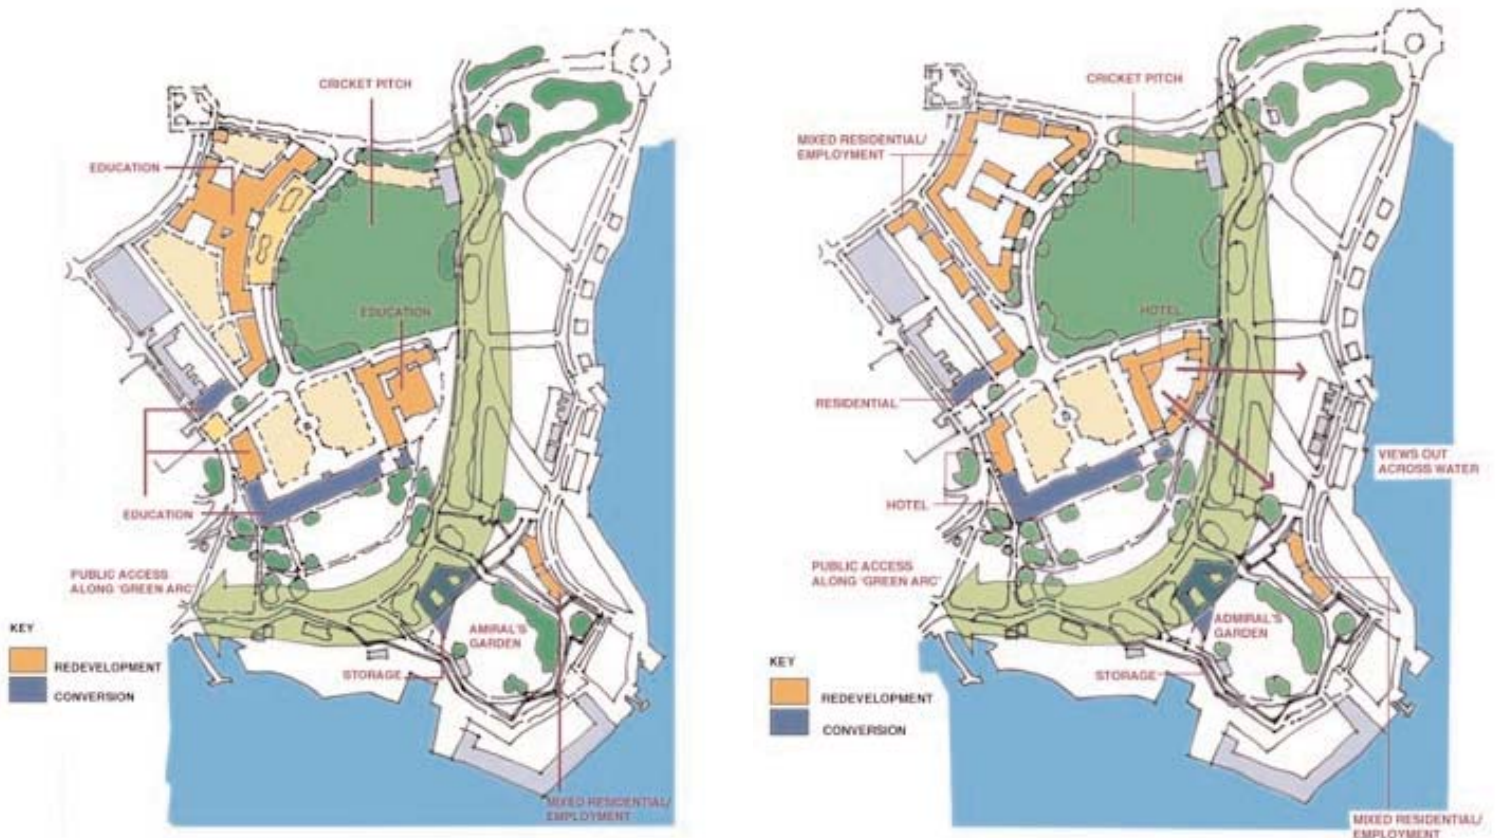 CRICKET PITCH
EDUCATION
EDUCATION
EDUCATION
PUBLIC ACCESS
ALONG 'GREEN ARC'
KEY
REDEVELOPMENT
CONVERSION
AMIRAL'S
GARDEN
STORAGE
MIXED RESIDENTIAL/
EMPLOYMENT
CRICKET PITCH
MIXED RESIDENTIAL/
EMPLOYMENT
HOTEL
RESIDENTIAL
VIEWS OUT
ACROSS WATER
HOTEL
PUBLIC ACCESS
ALONG 'GREEN ARC'
ADMIRAL'S
GARDEN
KEY
STORAGE
REDEVELOPMENT
CONVERSION
MIXED RESIDENTIAL/
EMPLOYMENT